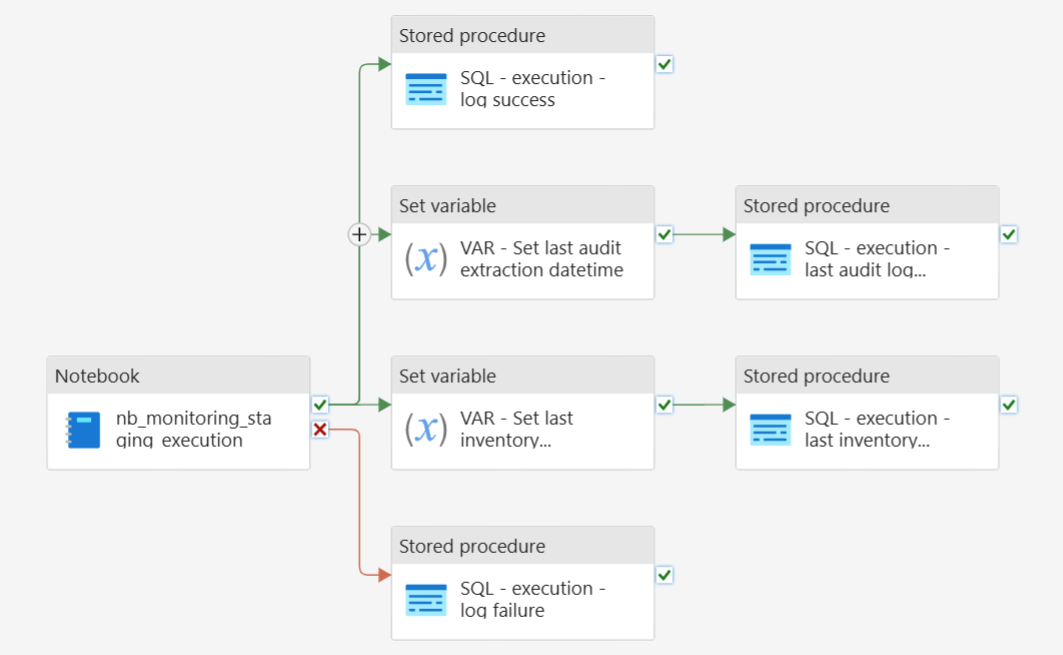 Stored procedure
SQL - execution -
log success
Set variable
VAR - Set last audit
extraction datetime
Stored procedure
SQL - execution -
last audit log...
Notebook
nb_monitoring_sta
ging_execution
Set variable
VAR - Set last
inventory...
Stored procedure
SQL - execution -
last inventory...
Stored procedure
SQL - execution -
log failure